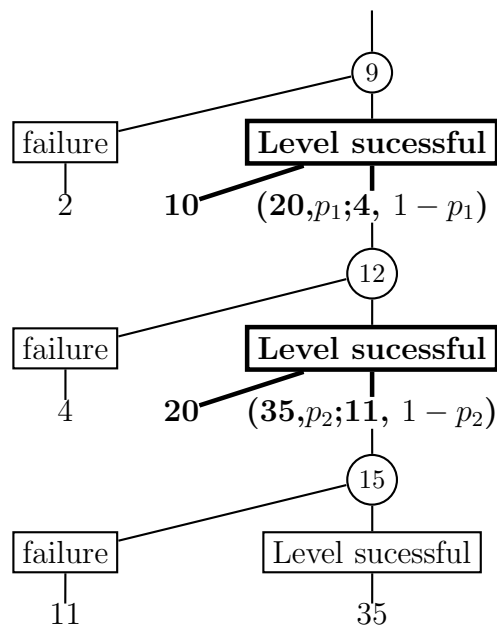 9
failure Level sucessful
2 10 (20,p₁;4, 1 − p₁)
12
failure Level sucessful
4 20 (35,p₂;11, 1 − p₂)
15
failure Level sucessful
11 35